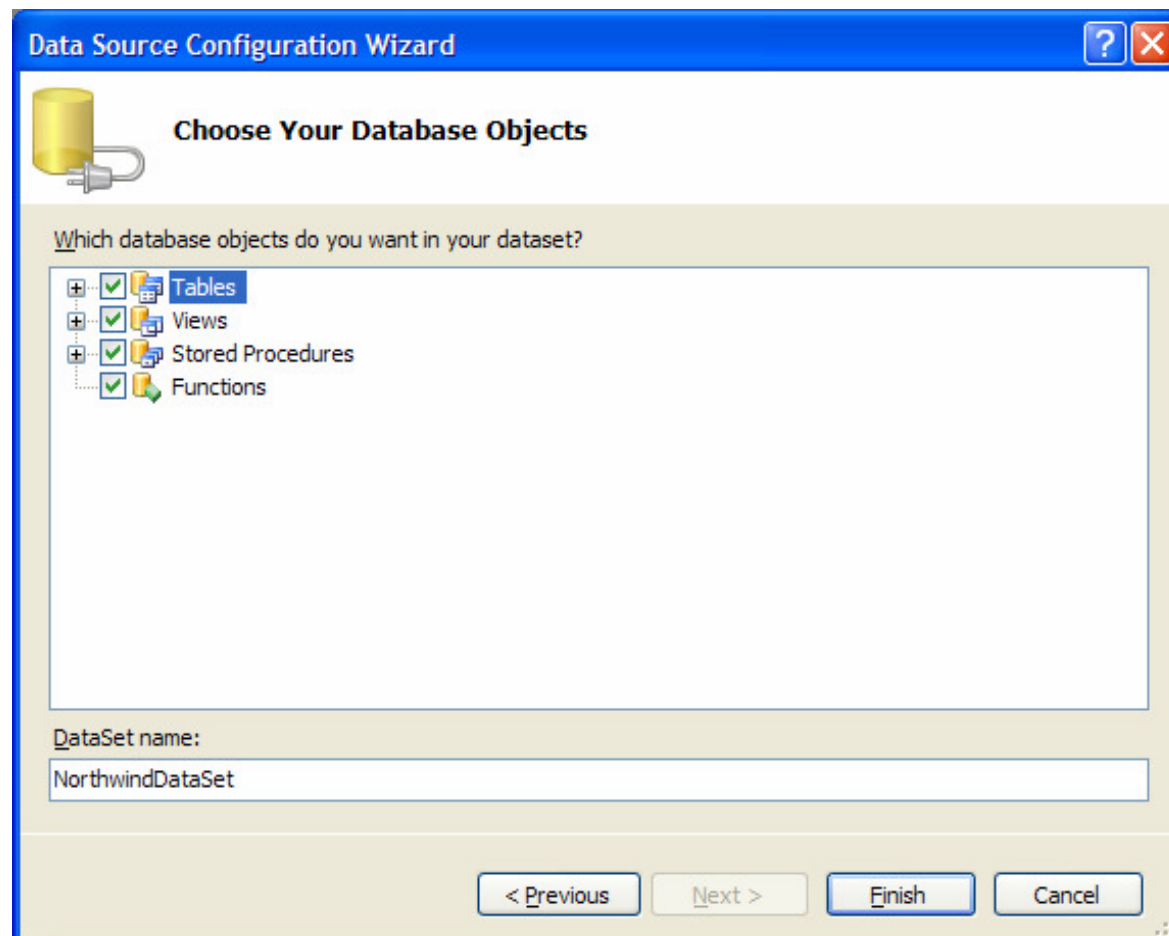 Data Source Configuration Wizard
?
Choose Your Database Objects
Which database objects do you want in your dataset?
Tables
Views
Stored Procedures
Functions
DataSet name:
NorthwindDataSet
< Previous Next > Finish Cancel